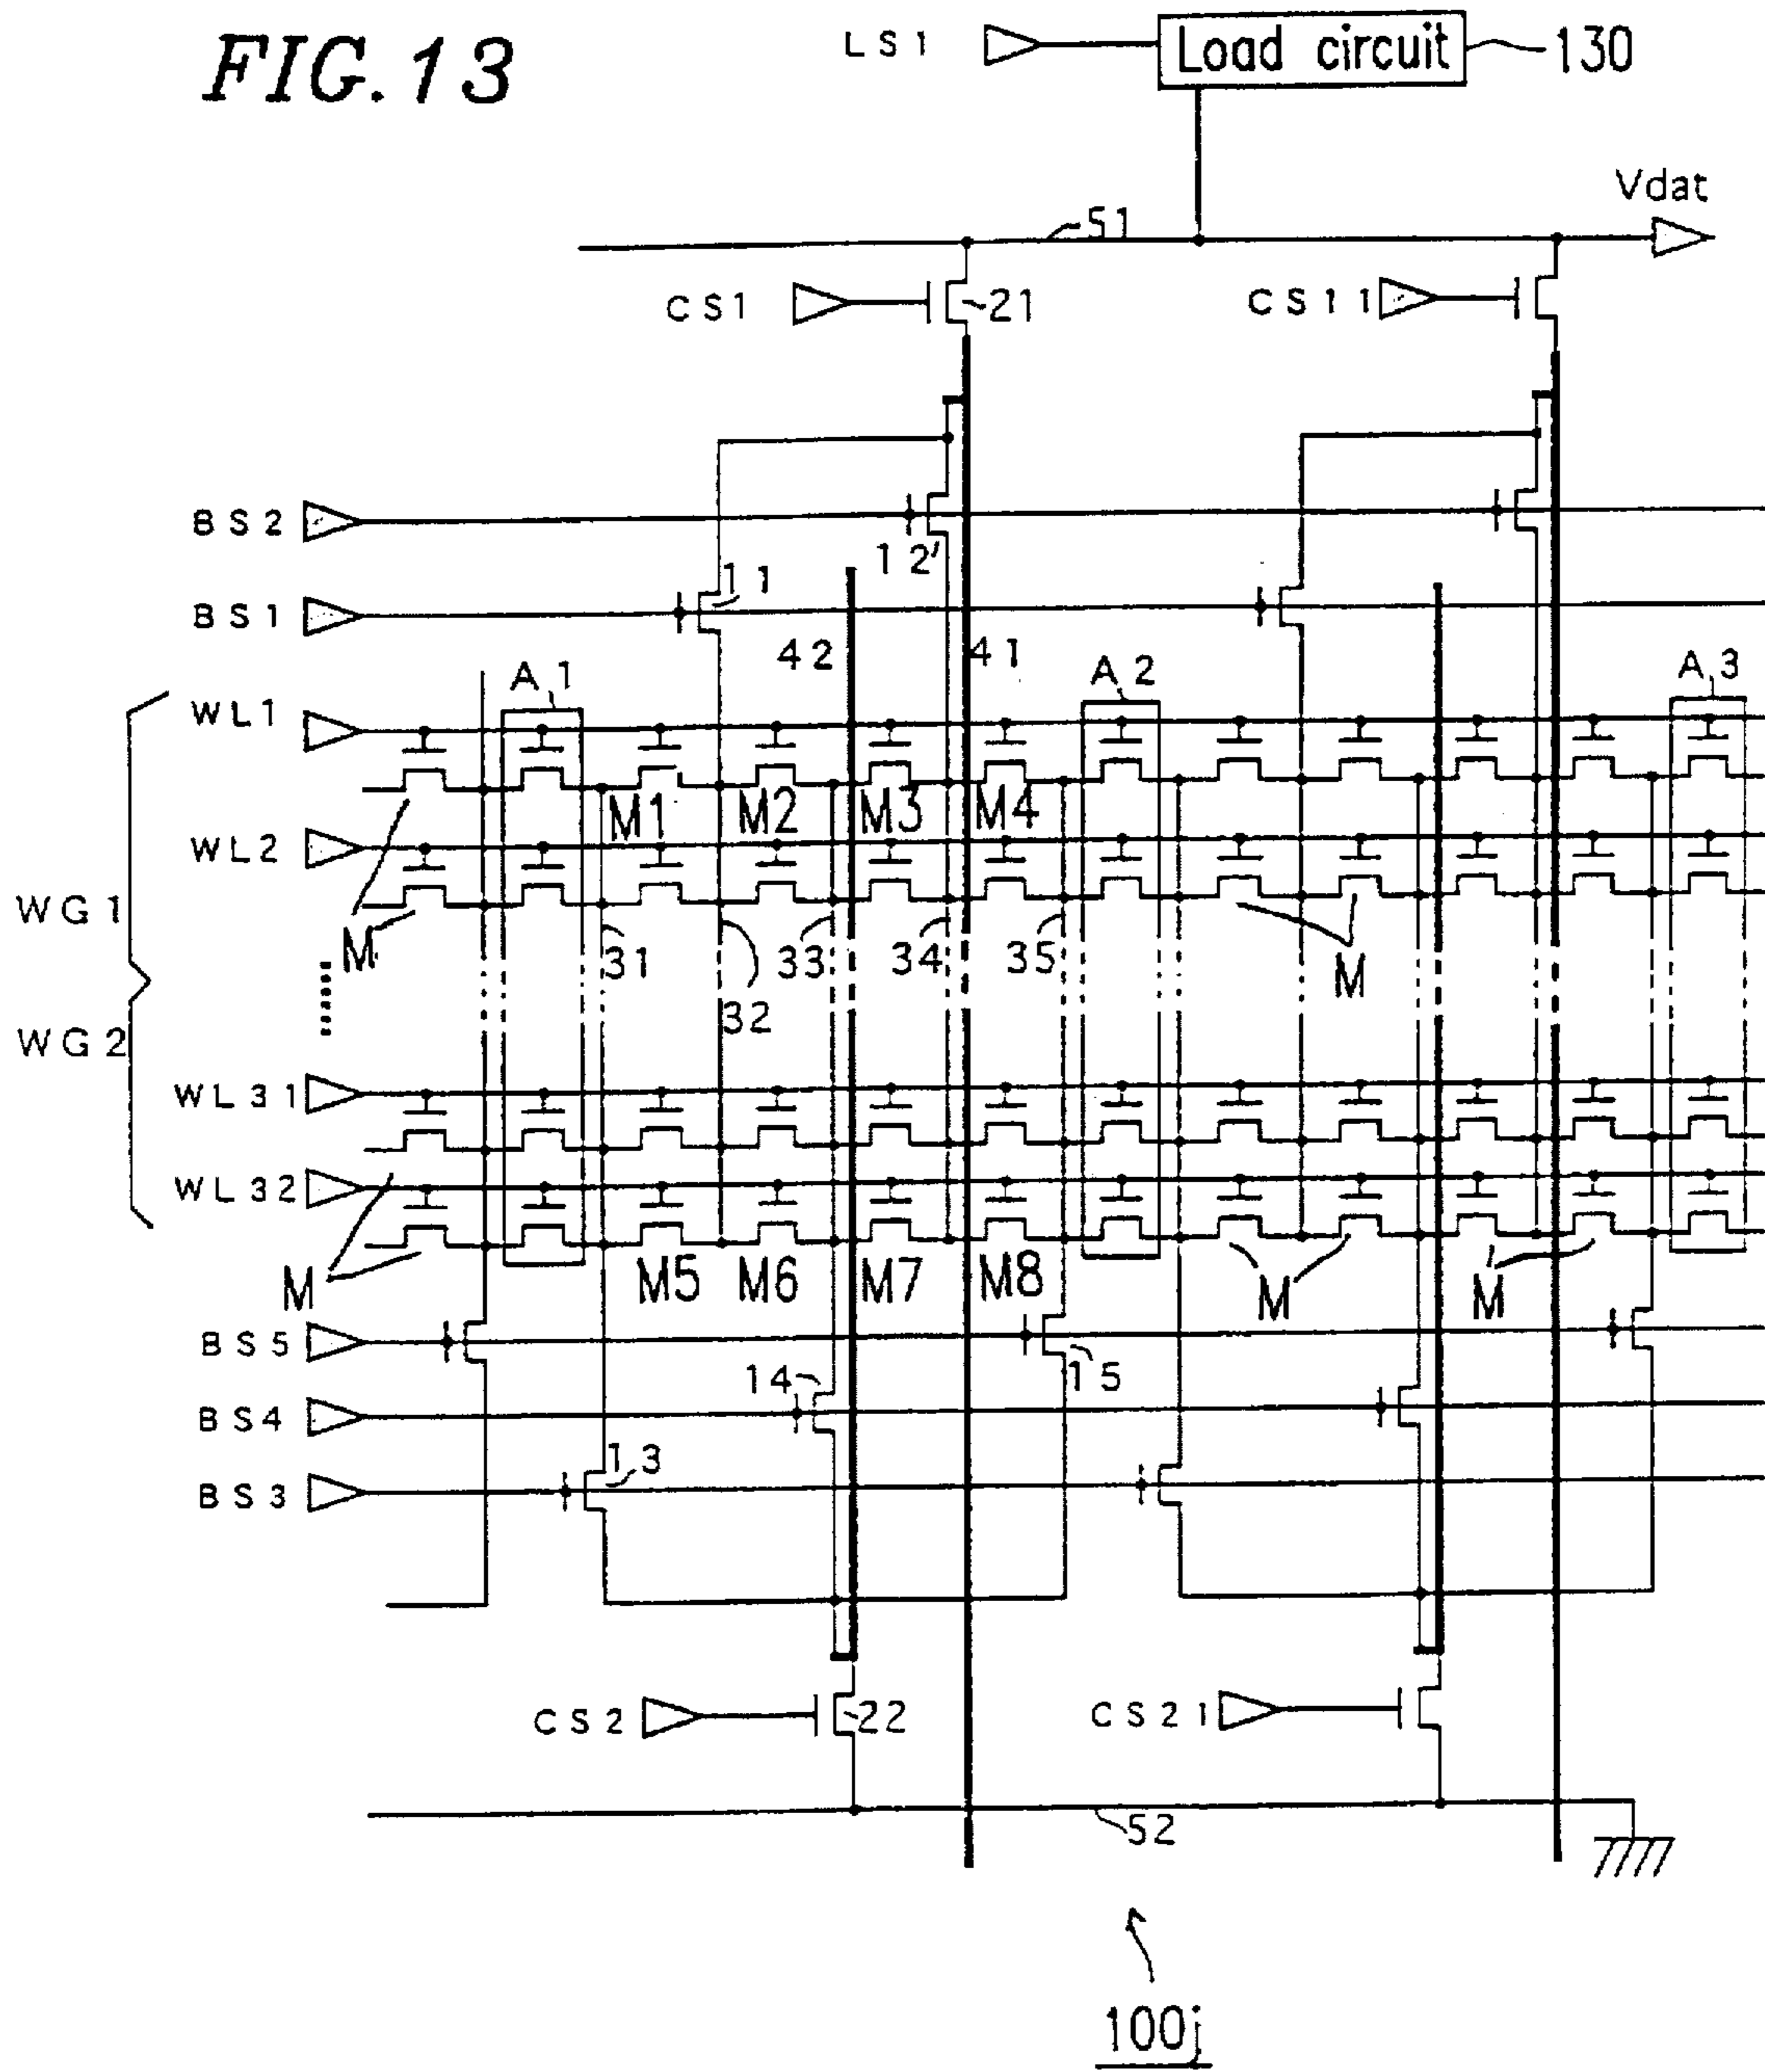 FIG.13
LS1
Load circuit
130
Vdat
51
CS1
21
CS11
BS2
12'
11
BS1
42
41
A1
A2
A3
WL1
M1
M2
M3
M4
WL2
WG1
M
31
33
34
35
M
32
WG2
WL31
WL32
M
M5
M6
M7
M8
M
M
BS5
15
14
BS4
13
BS3
CS2
22
CS21
52
100j